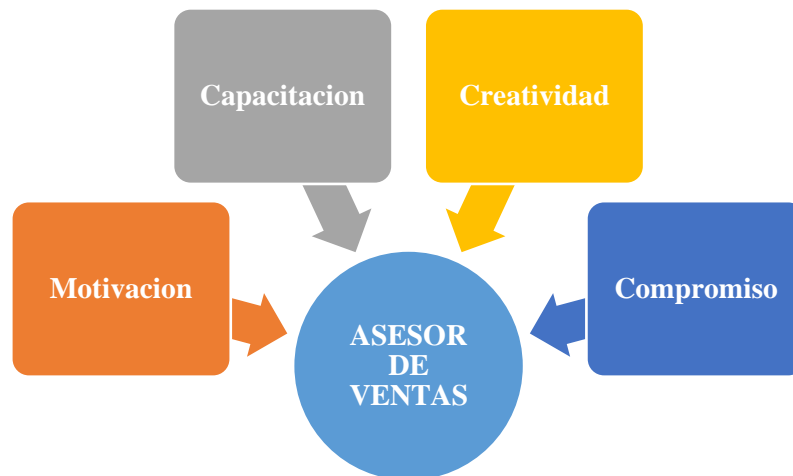 Capacitacion
Creatividad
Motivacion
Compromiso
ASESOR
DE
VENTAS